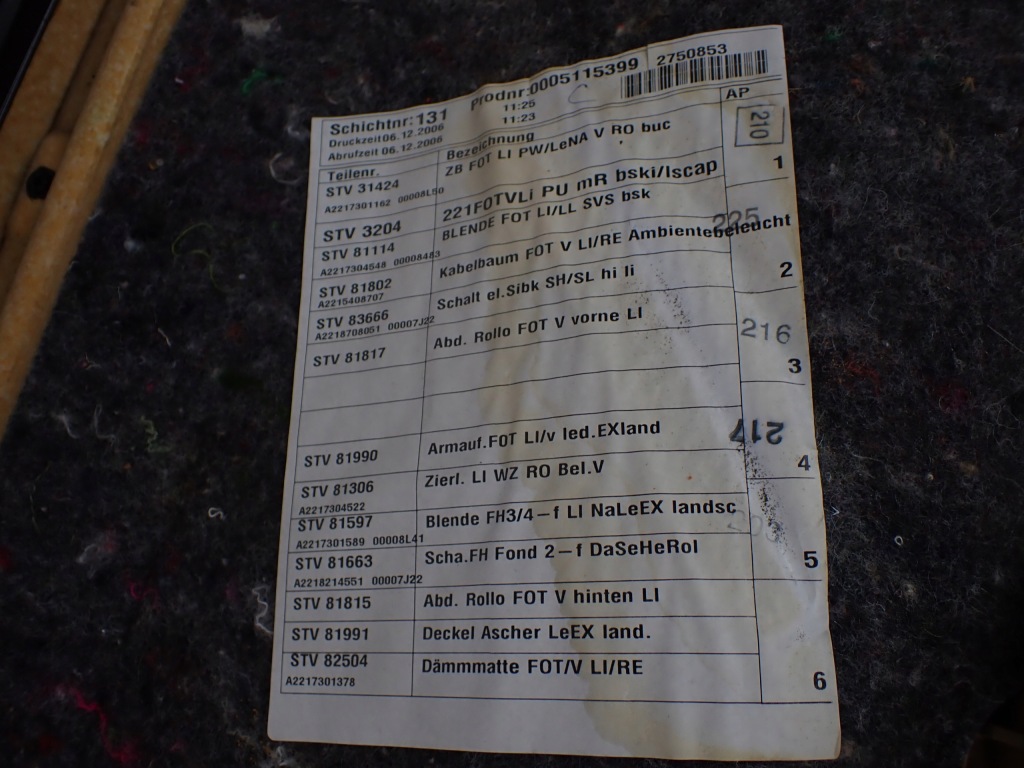 Schichtnr: 131 Prodnr:0005115399 2750853
Druckzeit 06.12.2006 11:25
Abrufzeit 06.12.2006 11:23
Teilenr. Bezeichnung AP
STV 31424 ZB FOT LI PW/LeNA V RO buc 210
A2217301162 00008L50 1
STV 3204 221FOTVLi PU mR bski/Iscap
STV 81114 BLENDE FOT LI/LL SVS bsk 225
A2217304548 00008483
STV 81802 Kabelbaum FOT V LI/RE Ambientebeleucht
A2215408707 2
STV 83666 Schalt el.Sibk SH/SL hi li
A2218708051 00007J22
STV 81817 Abd. Rollo FOT V vorne LI 216
3
STV 81990 Armauf.FOT LI/v led.EXland 217
4
STV 81306 Zierl. LI WZ RO Bel.V
A2217304522
STV 81597 Blende FH3/4-f LI NaLeEX landsc
A2217301589 00008L41
STV 81663 Scha.FH Fond 2-f DaSeHeRol 5
A2218214551 00007J22
STV 81815 Abd. Rollo FOT V hinten LI
STV 81991 Deckel Ascher LeEX land.
STV 82504 Dämmmatte FOT/V LI/RE
A2217301378 6